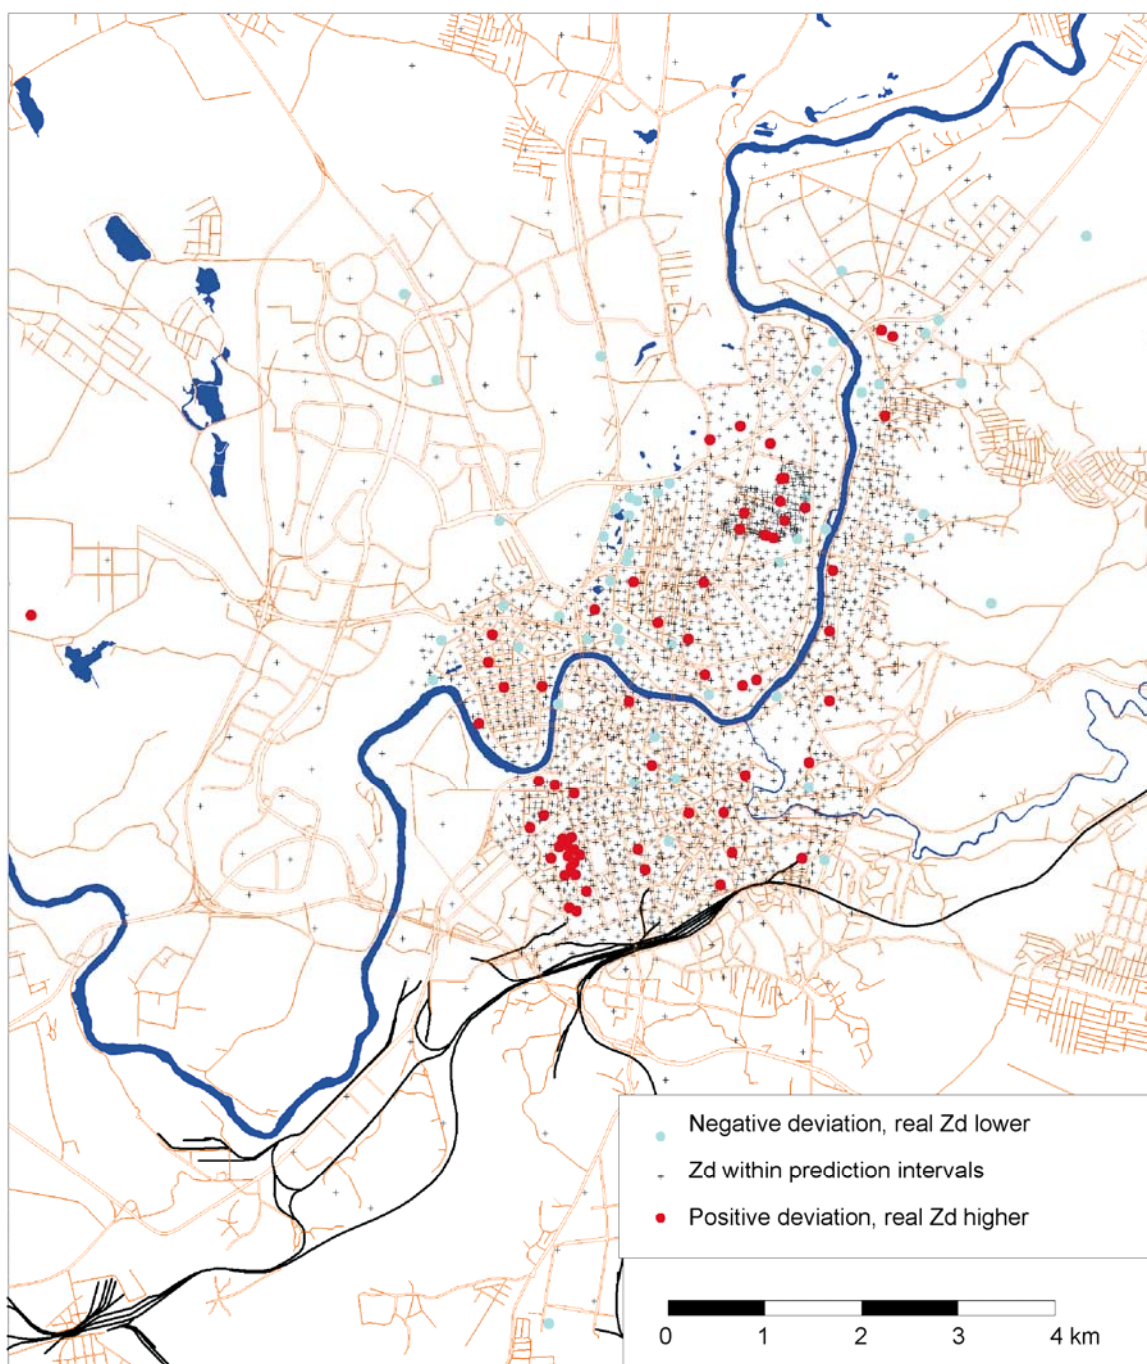 Negative deviation, real Zd lower
Zd within prediction intervals
Positive deviation, real Zd higher
0 1 2 3 4 km